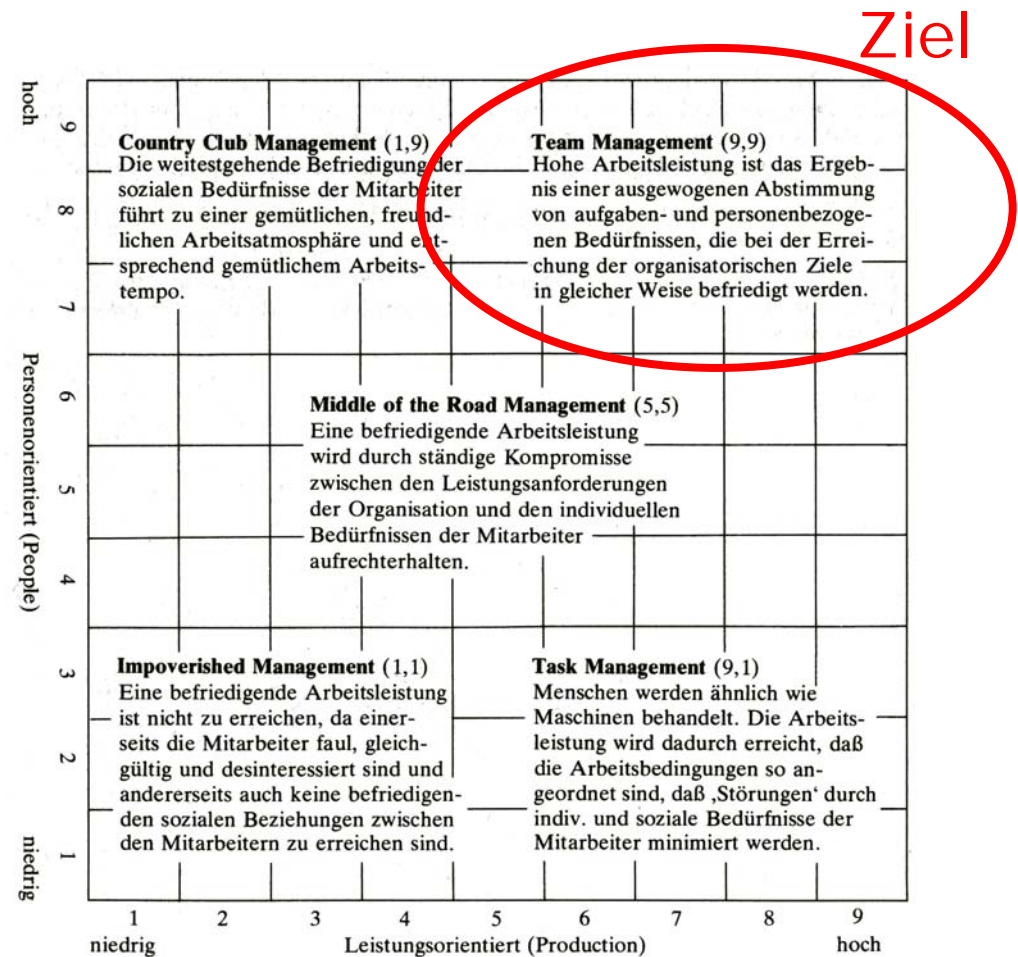 Ziel
hoch
9
8
7
6
5
4
3
2
1
niedrig
Personenorientiert (People)
Country Club Management (1,9)
Die weitestgehende Befriedigung der
sozialen Bedürfnisse der Mitarbeiter
führt zu einer gemütlichen, freund-
lichen Arbeitsatmosphäre und ent-
sprechend gemütlichem Arbeits-
tempo.
Team Management (9,9)
Hohe Arbeitsleistung ist das Ergeb-
nis einer ausgewogenen Abstimmung
von aufgaben- und personenbezoge-
nen Bedürfnissen, die bei der Errei-
chung der organisatorischen Ziele
in gleicher Weise befriedigt werden.
Middle of the Road Management (5,5)
Eine befriedigende Arbeitsleistung
wird durch ständige Kompromisse
zwischen den Leistungsanforderungen
der Organisation und den individuellen
Bedürfnissen der Mitarbeiter
aufrechterhalten.
Impoverished Management (1,1)
Eine befriedigende Arbeitsleistung
ist nicht zu erreichen, da einer-
seits die Mitarbeiter faul, gleich-
gültig und desinteressiert sind und
andererseits auch keine befriedigen-
den sozialen Beziehungen zwischen
den Mitarbeitern zu erreichen sind.
Task Management (9,1)
Menschen werden ähnlich wie
Maschinen behandelt. Die Arbeits-
leistung wird dadurch erreicht, daß
die Arbeitsbedingungen so an-
geordnet sind, daß ‚Störungen‘ durch
indiv. und soziale Bedürfnisse der
Mitarbeiter minimiert werden.
1 2 3 4 5 6 7 8 9
niedrig Leistungsorientiert (Production) hoch